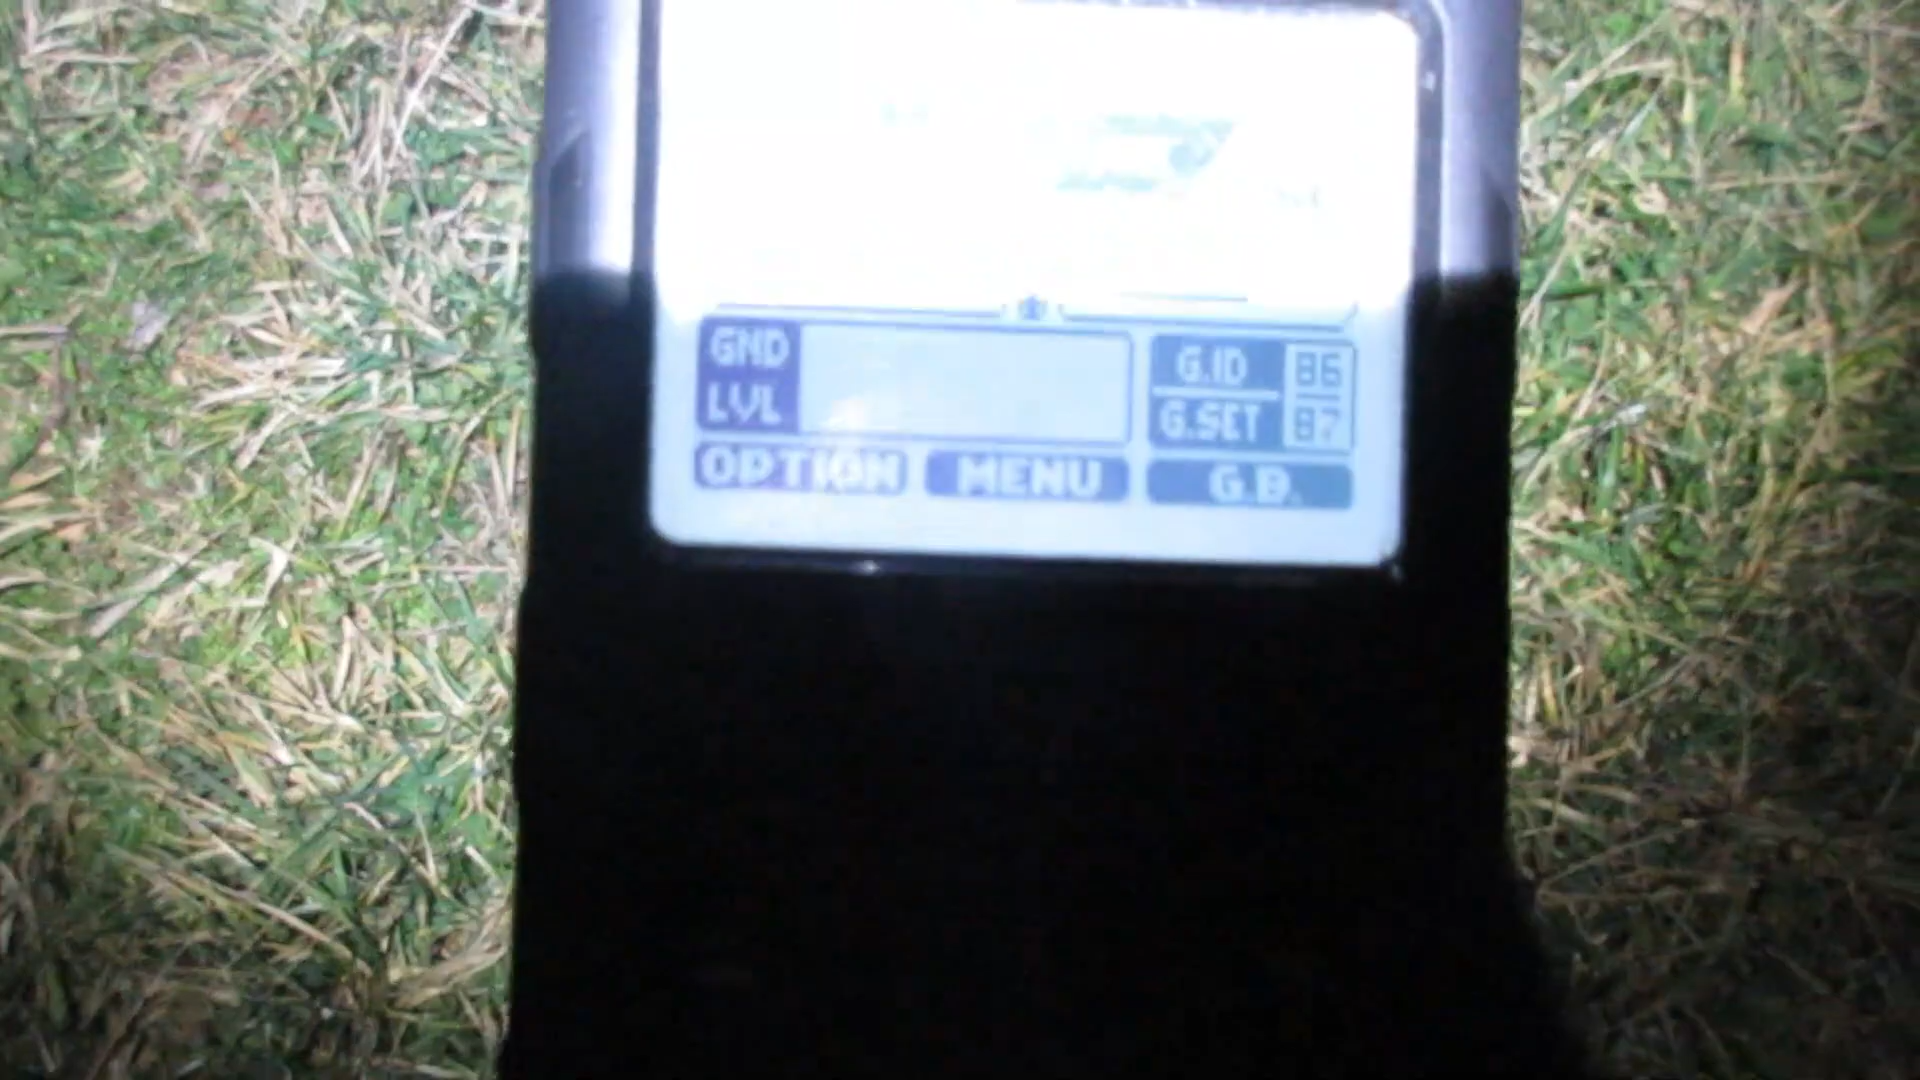 GND
LVL
G.ID 86
G.SET 87
OPTION MENU G.B.